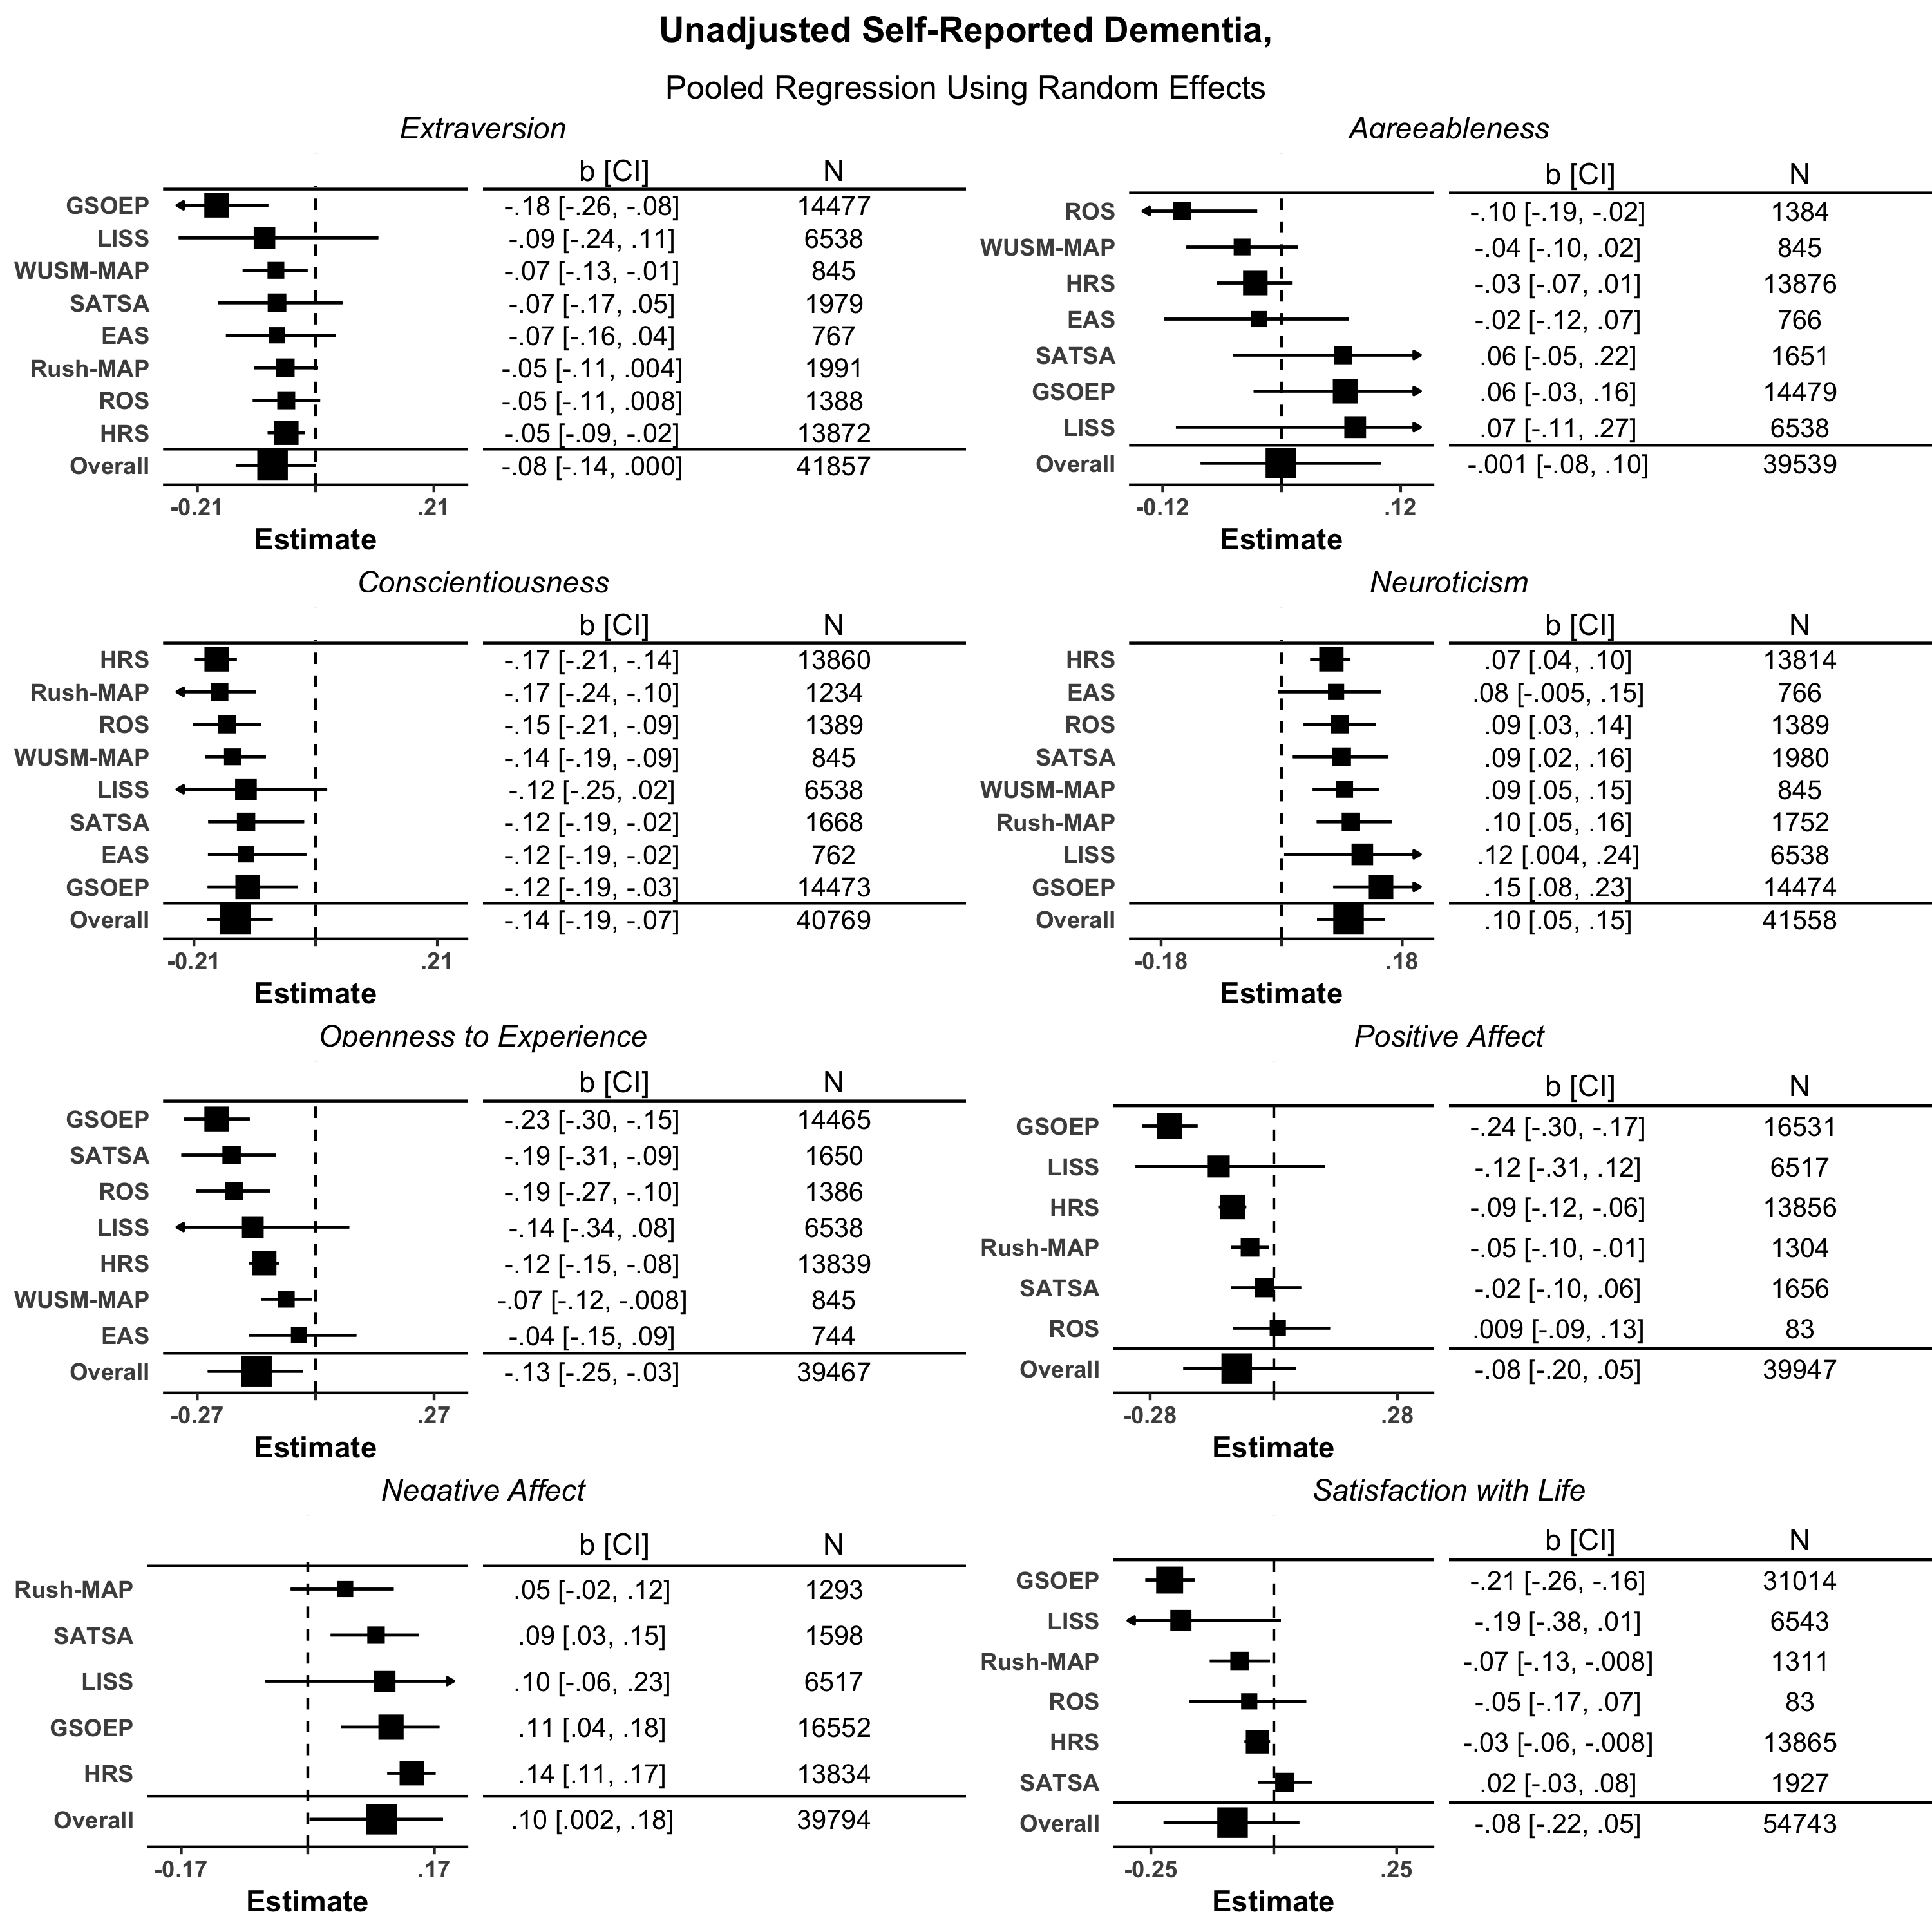 Unadjusted Self-Reported Dementia,
Pooled Regression Using Random Effects
Extraversion
b [CI] N
GSOEP -.18 [-.26, -.08] 14477
LISS -.09 [-.24, .11] 6538
WUSM-MAP -.07 [-.13, -.01] 845
SATSA -.07 [-.17, .05] 1979
EAS -.07 [-.16, .04] 767
Rush-MAP -.05 [-.11, .004] 1991
ROS -.05 [-.11, .008] 1388
HRS -.05 [-.09, -.02] 13872
Overall -.08 [-.14, .000] 41857
-0.21 .21
Estimate
Agreeableness
b [CI] N
ROS -.10 [-.19, -.02] 1384
WUSM-MAP -.04 [-.10, .02] 845
HRS -.03 [-.07, .01] 13876
EAS -.02 [-.12, .07] 766
SATSA .06 [-.05, .22] 1651
GSOEP .06 [-.03, .16] 14479
LISS .07 [-.11, .27] 6538
Overall -.001 [-.08, .10] 39539
-0.12 .12
Estimate
Conscientiousness
b [CI] N
HRS -.17 [-.21, -.14] 13860
Rush-MAP -.17 [-.24, -.10] 1234
ROS -.15 [-.21, -.09] 1389
WUSM-MAP -.14 [-.19, -.09] 845
LISS -.12 [-.25, .02] 6538
SATSA -.12 [-.19, -.02] 1668
EAS -.12 [-.19, -.02] 762
GSOEP -.12 [-.19, -.03] 14473
Overall -.14 [-.19, -.07] 40769
-0.21 .21
Estimate
Neuroticism
b [CI] N
HRS .07 [.04, .10] 13814
EAS .08 [-.005, .15] 766
ROS .09 [.03, .14] 1389
SATSA .09 [.02, .16] 1980
WUSM-MAP .09 [.05, .15] 845
Rush-MAP .10 [.05, .16] 1752
LISS .12 [.004, .24] 6538
GSOEP .15 [.08, .23] 14474
Overall .10 [.05, .15] 41558
-0.18 .18
Estimate
Openness to Experience
b [CI] N
GSOEP -.23 [-.30, -.15] 14465
SATSA -.19 [-.31, -.09] 1650
ROS -.19 [-.27, -.10] 1386
LISS -.14 [-.34, .08] 6538
HRS -.12 [-.15, -.08] 13839
WUSM-MAP -.07 [-.12, -.008] 845
EAS -.04 [-.15, .09] 744
Overall -.13 [-.25, -.03] 39467
-0.27 .27
Estimate
Positive Affect
b [CI] N
GSOEP -.24 [-.30, -.17] 16531
LISS -.12 [-.31, .12] 6517
HRS -.09 [-.12, -.06] 13856
Rush-MAP -.05 [-.10, -.01] 1304
SATSA -.02 [-.10, .06] 1656
ROS .009 [-.09, .13] 83
Overall -.08 [-.20, .05] 39947
-0.28 .28
Estimate
Negative Affect
b [CI] N
Rush-MAP .05 [-.02, .12] 1293
SATSA .09 [.03, .15] 1598
LISS .10 [-.06, .23] 6517
GSOEP .11 [.04, .18] 16552
HRS .14 [.11, .17] 13834
Overall .10 [.002, .18] 39794
-0.17 .17
Estimate
Satisfaction with Life
b [CI] N
GSOEP -.21 [-.26, -.16] 31014
LISS -.19 [-.38, .01] 6543
Rush-MAP -.07 [-.13, -.008] 1311
ROS -.05 [-.17, .07] 83
HRS -.03 [-.06, -.008] 13865
SATSA .02 [-.03, .08] 1927
Overall -.08 [-.22, .05] 54743
-0.25 .25
Estimate